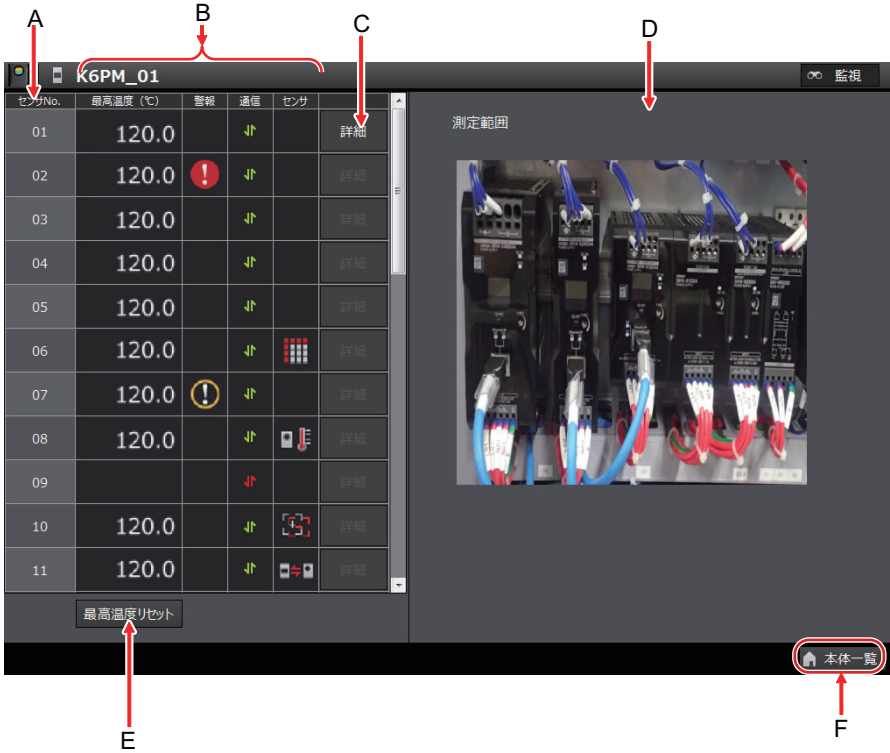 A
B
C
D
K6PM_01
監視
センサNo.
最高温度（℃）
警報
通信
センサ
測定範囲
01
120.0
詳細
02
120.0
詳細
03
120.0
詳細
04
120.0
詳細
05
120.0
詳細
06
120.0
詳細
07
120.0
詳細
08
120.0
詳細
09
詳細
10
120.0
詳細
11
120.0
詳細
最高温度リセット
本体一覧
E
F